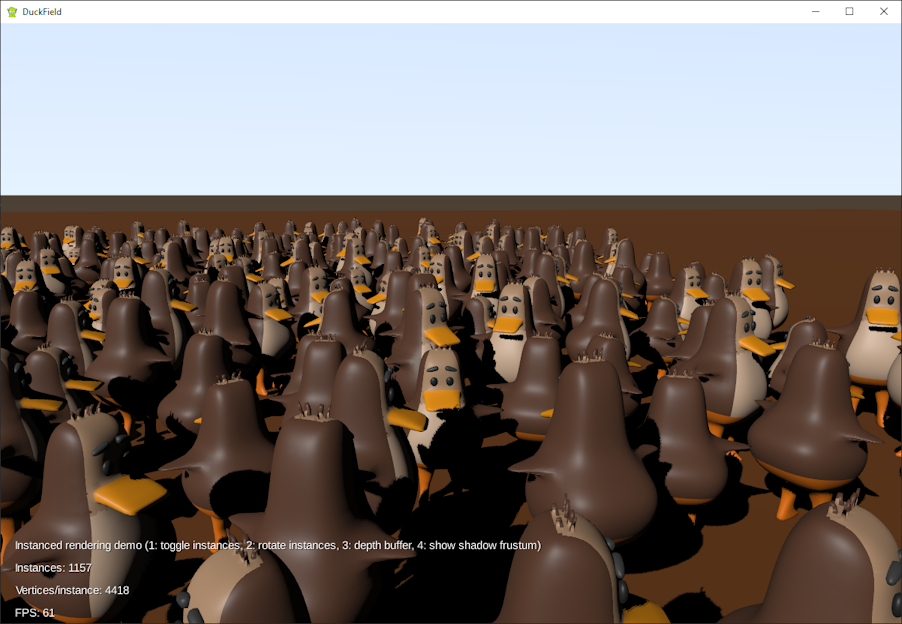 DuckField
Instanced rendering demo (1: toggle instances, 2: rotate instances, 3: depth buffer, 4: show shadow frustum)
Instances: 1157
Vertices/instance: 4418
FPS: 61